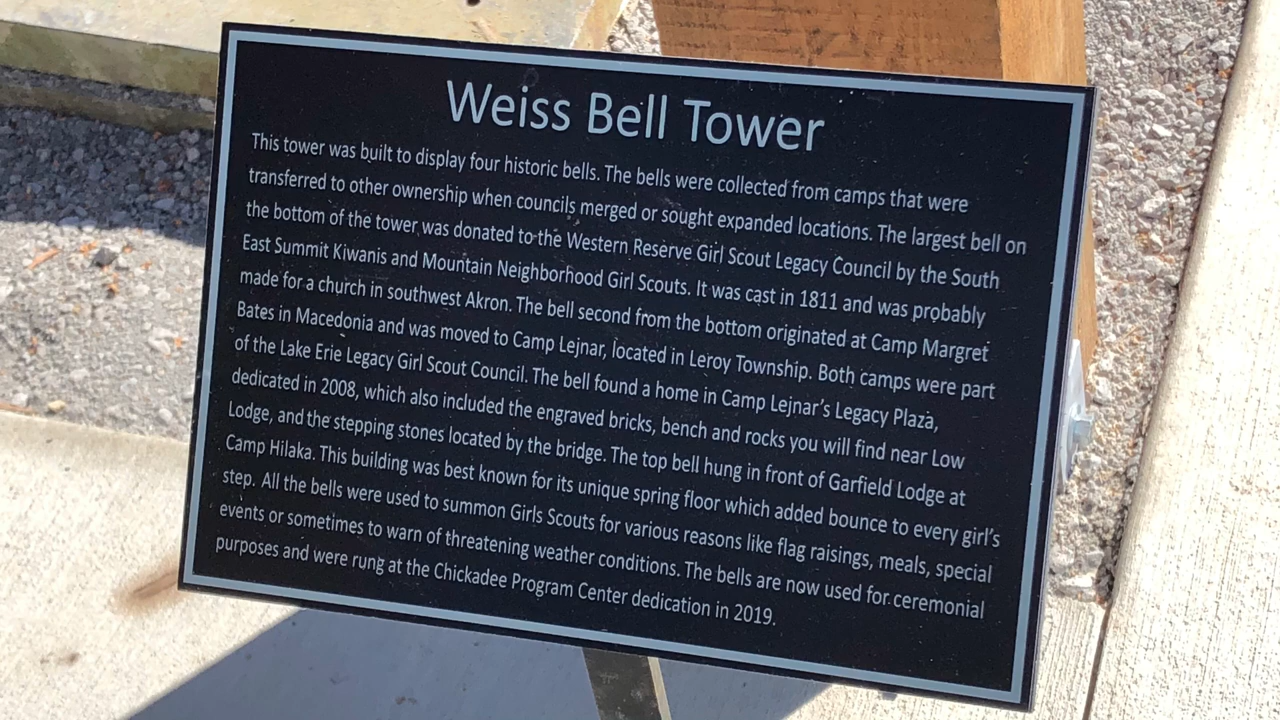 Weiss Bell Tower
This tower was built to display four historic bells. The bells were collected from camps that were
transferred to other ownership when councils merged or sought expanded locations. The largest bell on
the bottom of the tower was donated to the Western Reserve Girl Scout Legacy Council by the South
East Summit Kiwanis and Mountain Neighborhood Girl Scouts. It was cast in 1811 and was probably
made for a church in southwest Akron. The bell second from the bottom originated at Camp Margret
Bates in Macedonia and was moved to Camp Lejnar, located in Leroy Township. Both camps were part
of the Lake Erie Legacy Girl Scout Council. The bell found a home in Camp Lejnar's Legacy Plaza,
dedicated in 2008, which also included the engraved bricks, bench and rocks you will find near Low
Lodge, and the stepping stones located by the bridge. The top bell hung in front of Garfield Lodge at
Camp Hilaka. This building was best known for its unique spring floor which added bounce to every girl's
step. All the bells were used to summon Girls Scouts for various reasons like flag raisings, meals, special
events or sometimes to warn of threatening weather conditions. The bells are now used for ceremonial
purposes and were rung at the Chickadee Program Center dedication in 2019.